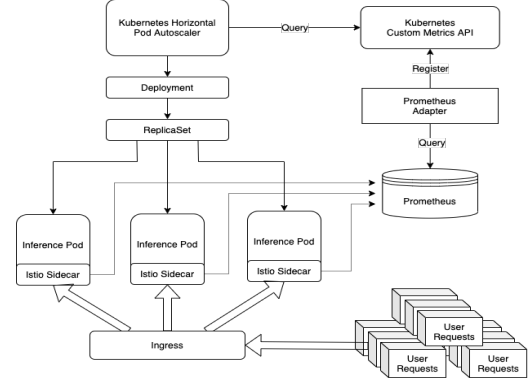 Kubernetes Horizontal
Pod Autoscaler
Query
Kubernetes
Custom Metrics API
Register
Deployment
Prometheus
Adapter
ReplicaSet
Query
Prometheus
Inference Pod
Istio Sidecar
Inference Pod
Istio Sidecar
Inference Pod
Istio Sidecar
Ingress
User
Requests
User
Requests
User
Requests